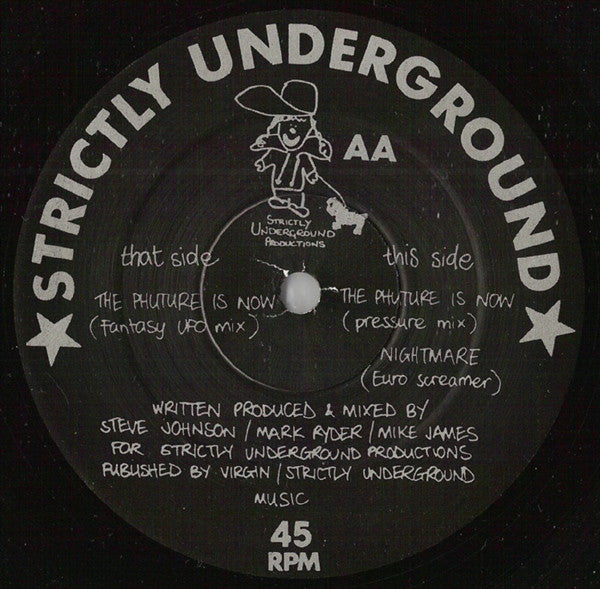 STRICTLY UNDERGROUND
AA
STRICTLY
UNDERGROUND
PRODUCTIONS
that side
THE PHUTURE IS NOW
(Fantasy UFO mix)
this side
THE PHUTURE IS NOW
(pressure mix)
NIGHTMARE
(Euro screamer)
WRITTEN PRODUCED & MIXED BY
STEVE JOHNSON / MARK RYDER / MIKE JAMES
FOR STRICTLY UNDERGROUND PRODUCTIONS
PUBLISHED BY VIRGIN / STRICTLY UNDERGROUND
MUSIC
45
RPM